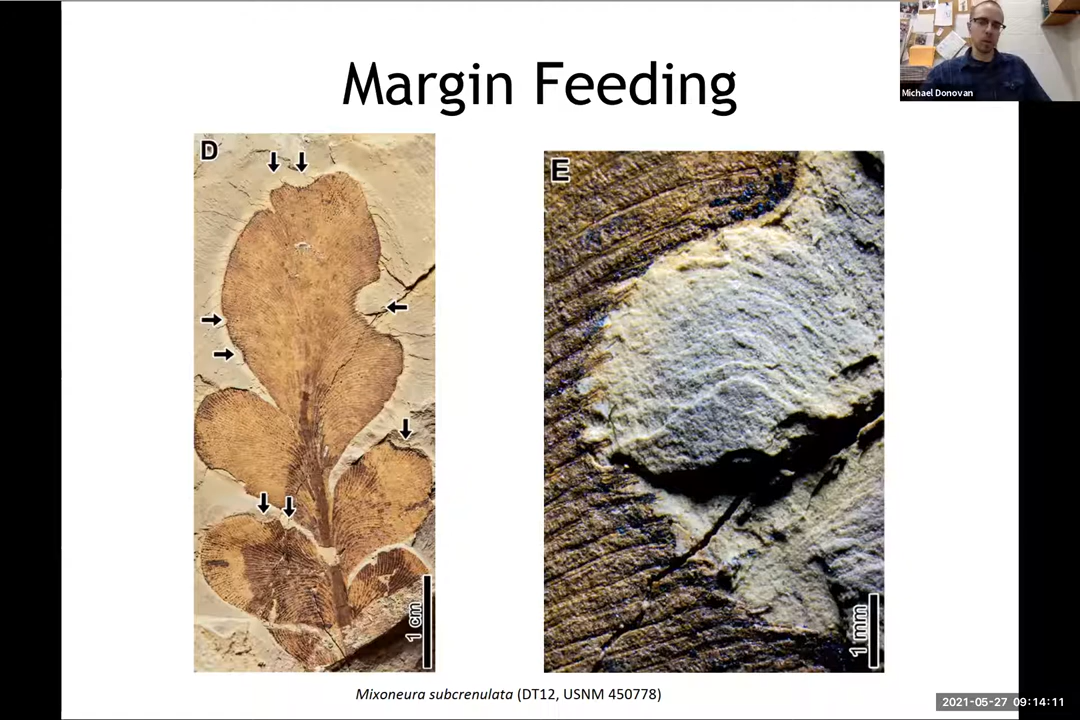 Margin Feeding
Michael Donovan
D
E
1 cm
1 mm
Mixoneura subcrenulata (DT12, USNM 450778)
2021-05-27 09:14:11